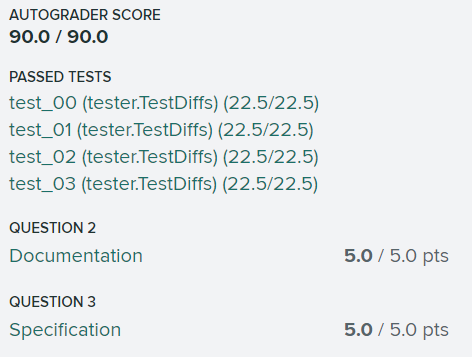 AUTOGRADER SCORE
90.0 / 90.0
PASSED TESTS
test_00 (tester.TestDiffs) (22.5/22.5)
test_01 (tester.TestDiffs) (22.5/22.5)
test_02 (tester.TestDiffs) (22.5/22.5)
test_03 (tester.TestDiffs) (22.5/22.5)
QUESTION 2
Documentation 5.0 / 5.0 pts
QUESTION 3
Specification 5.0 / 5.0 pts